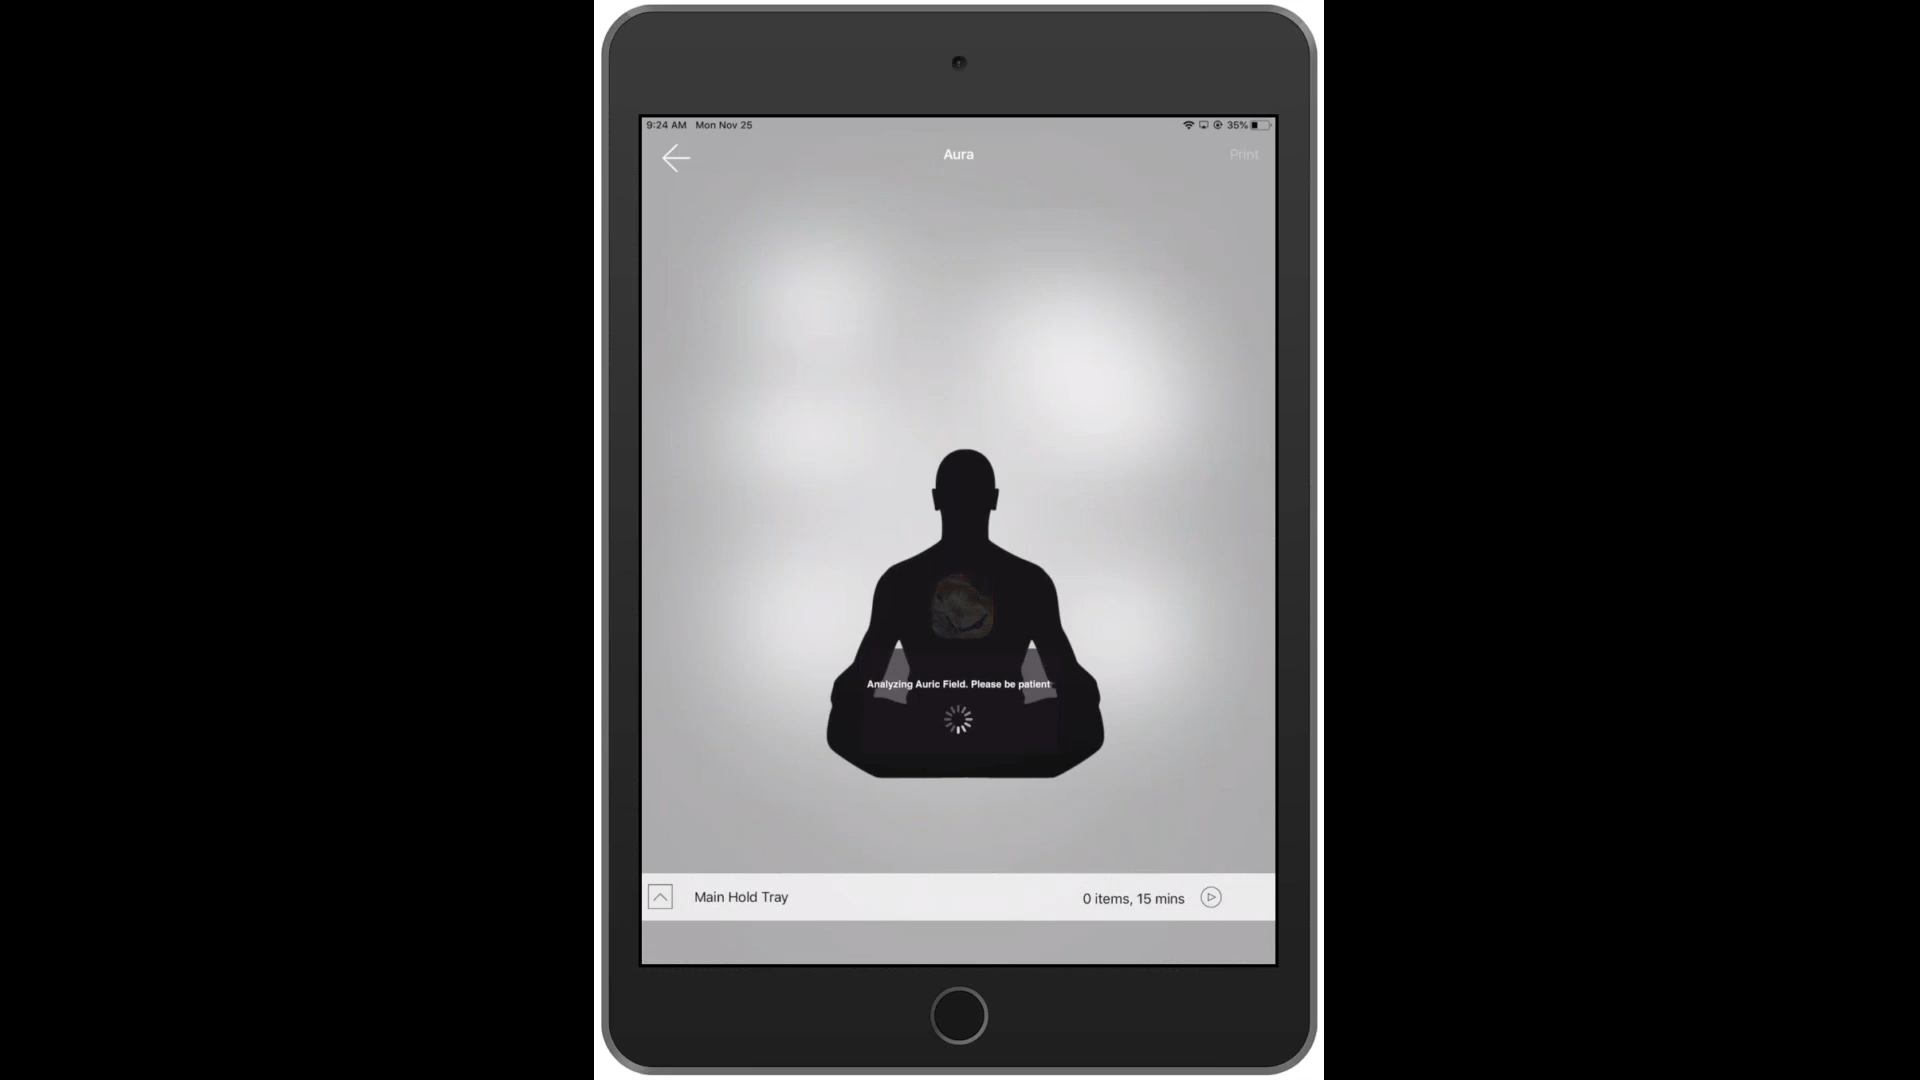 9:24 AM Mon Nov 25 35%
Aura Print
Analyzing Auric Field. Please be patient
Main Hold Tray 0 items, 15 mins